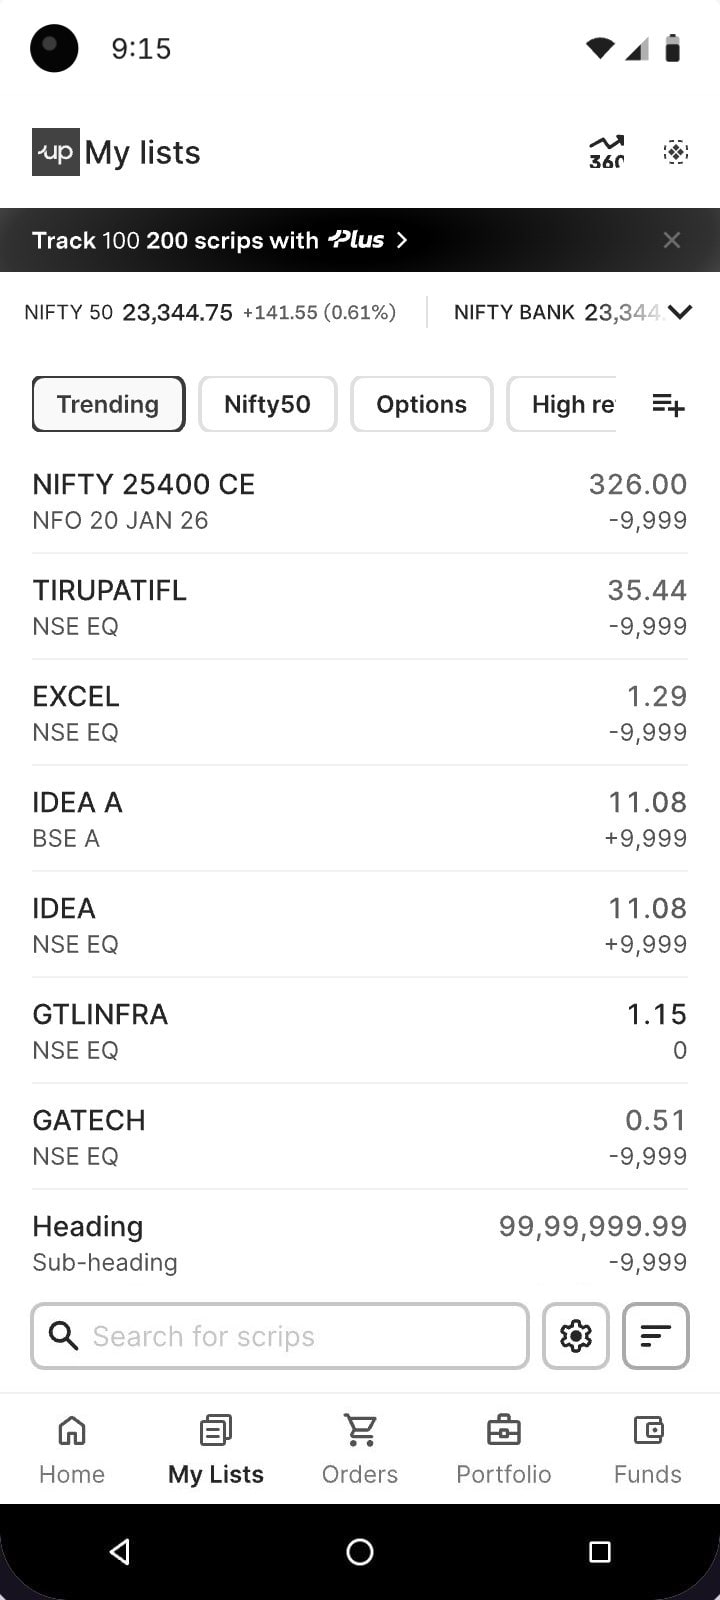 9:15
up My lists
360
Track 100 200 scrips with Plus >
NIFTY 50 23,344.75 +141.55 (0.61%) NIFTY BANK 23,344.
Trending Nifty50 Options High re
NIFTY 25400 CE 326.00
NFO 20 JAN 26 -9,999
TIRUPATIFL 35.44
NSE EQ -9,999
EXCEL 1.29
NSE EQ -9,999
IDEA A 11.08
BSE A +9,999
IDEA 11.08
NSE EQ +9,999
GTLINFRA 1.15
NSE EQ 0
GATECH 0.51
NSE EQ -9,999
Heading 99,99,999.99
Sub-heading -9,999
Search for scrips
Home My Lists Orders Portfolio Funds